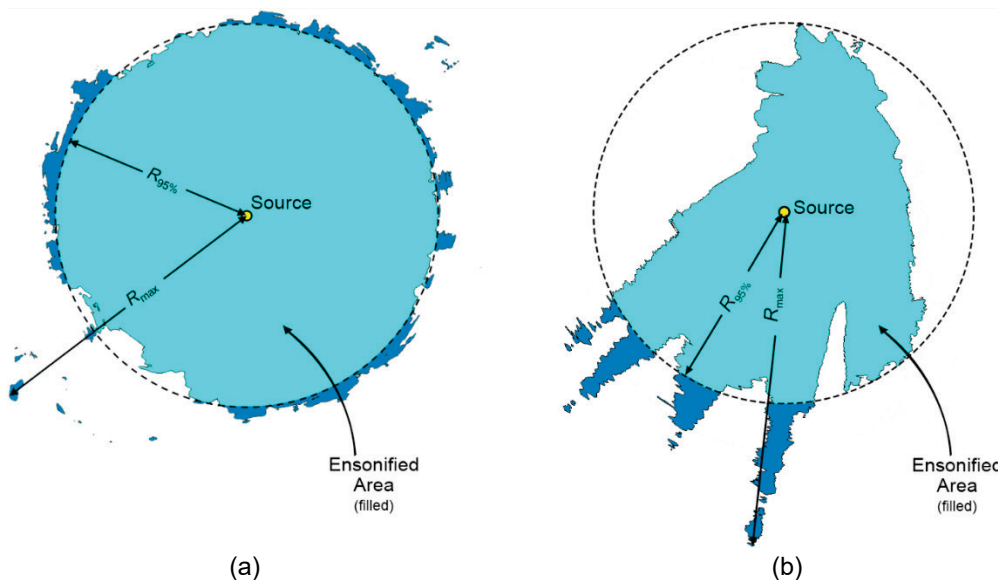 R95%
Source
Rmax
Ensonified
Area
(filled)
(a)
R95%
Source
Rmax
Ensonified
Area
(filled)
(b)